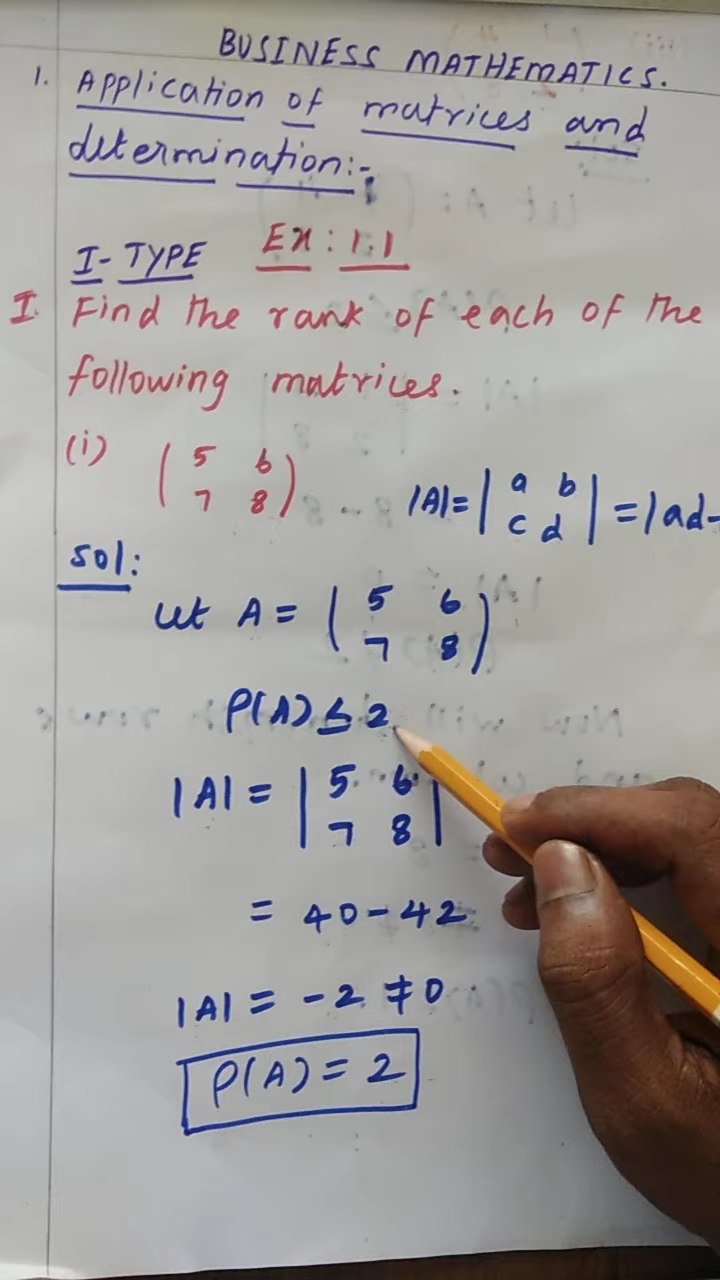 BUSINESS MATHEMATICS.
1. Application of matrices and
determination:-
I-TYPE Ex: 1.1
I. Find the rank of each of the
following matrices.
(i) ( 5 6
7 8 )
|A| = | a b
c d | = |ad-
Sol:
Let A = ( 5 6
7 8 )
ρ(A) ≤ 2
|A| = | 5 6
7 8 |
= 40 - 42
|A| = -2 ≠ 0
ρ(A) = 2